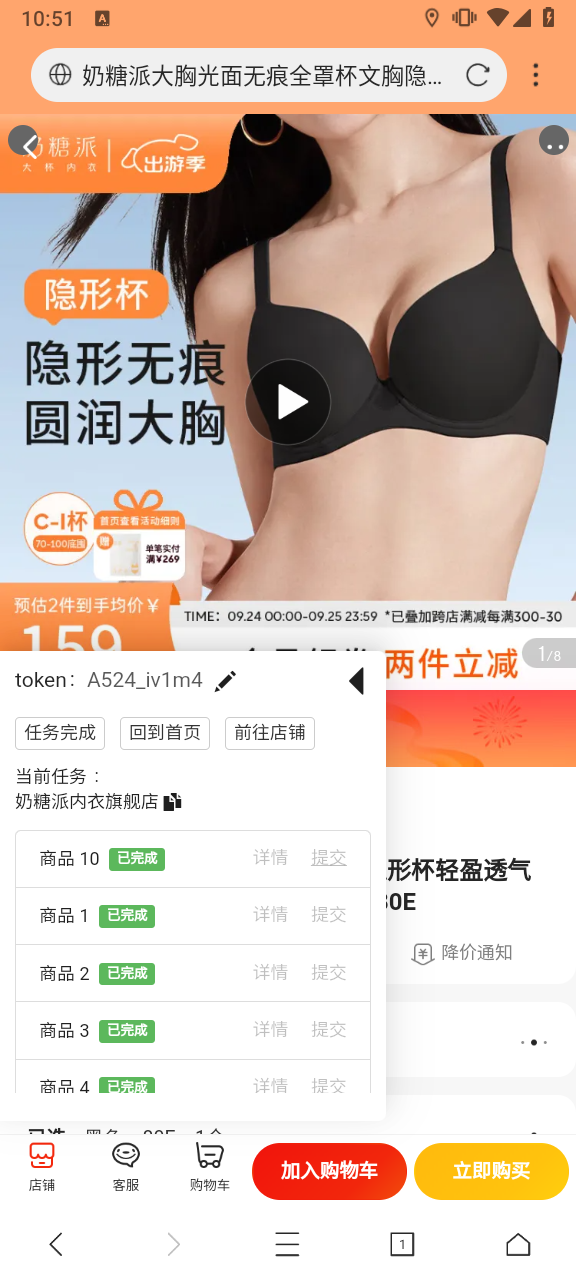 10:51
A
奶糖派大胸光面无痕全罩杯文胸隐...
奶糖派
大杯内衣
出游季
隐形杯
隐形无痕
圆润大胸
C-I杯
70-100底围
首页查看活动细则
赠
单笔实付
满¥269
预估2件到手均价¥
159
TIME: 09.24 00:00-09.25 23:59 *已叠加跨店满减每满300-30
两件立减
1/8
token: A524_iv1m4
任务完成
回到首页
前往店铺
当前任务：
奶糖派内衣旗舰店
商品 10 已完成 详情 提交
商品 1 已完成 详情 提交
商品 2 已完成 详情 提交
商品 3 已完成 详情 提交
商品 4 已完成 详情 提交
形杯轻盈透气
80E
降价通知
店铺
客服
购物车
加入购物车
立即购买
1